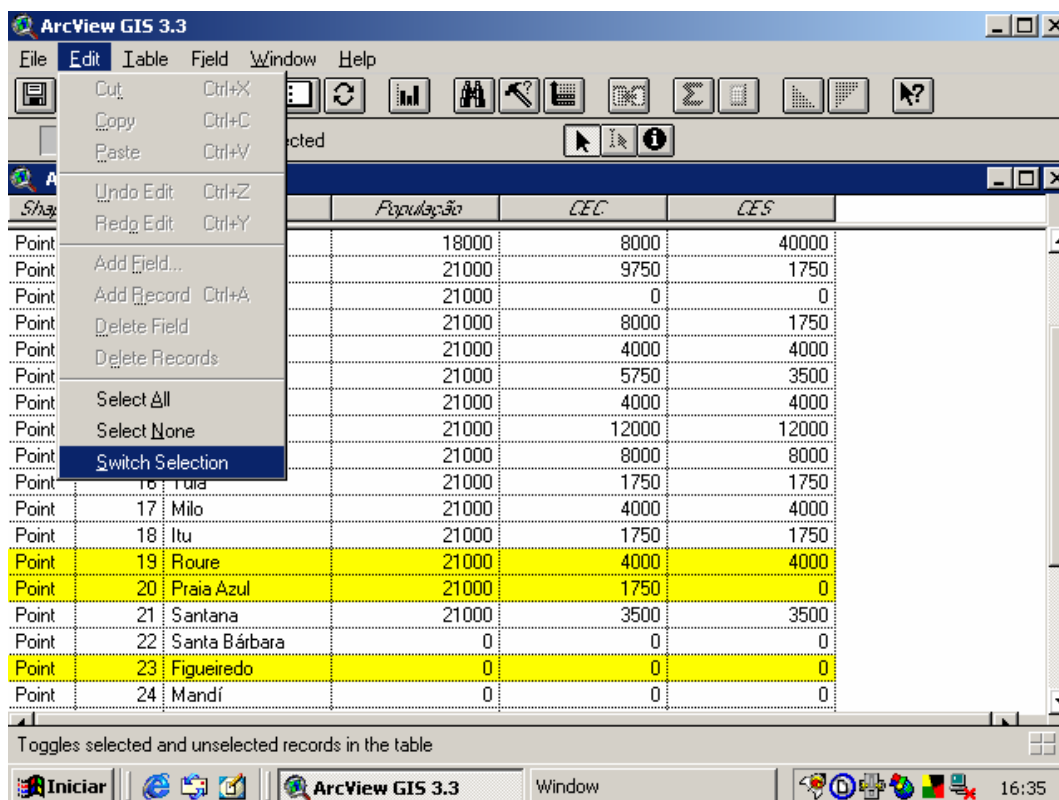 ArcView GIS 3.3
File Edit Table Field Window Help
Cut Ctrl+X
Copy Ctrl+C
Paste Ctrl+V
Undo Edit Ctrl+Z
Redo Edit Ctrl+Y
Add Field...
Add Record Ctrl+A
Delete Field
Delete Records
Select All
Select None
Switch Selection
População CEC CES
Point 18000 8000 40000
Point 21000 9750 1750
Point 21000 0 0
Point 21000 8000 1750
Point 21000 4000 4000
Point 21000 5750 3500
Point 21000 4000 4000
Point 21000 12000 12000
Point 21000 8000 8000
Point 16 Tula 21000 1750 1750
Point 17 Milo 21000 4000 4000
Point 18 Itu 21000 1750 1750
Point 19 Roure 21000 4000 4000
Point 20 Praia Azul 21000 1750 0
Point 21 Santana 21000 3500 3500
Point 22 Santa Bárbara 0 0 0
Point 23 Figueiredo 0 0 0
Point 24 Mandí 0 0 0
Toggles selected and unselected records in the table
Iniciar ArcView GIS 3.3 Window 16:35